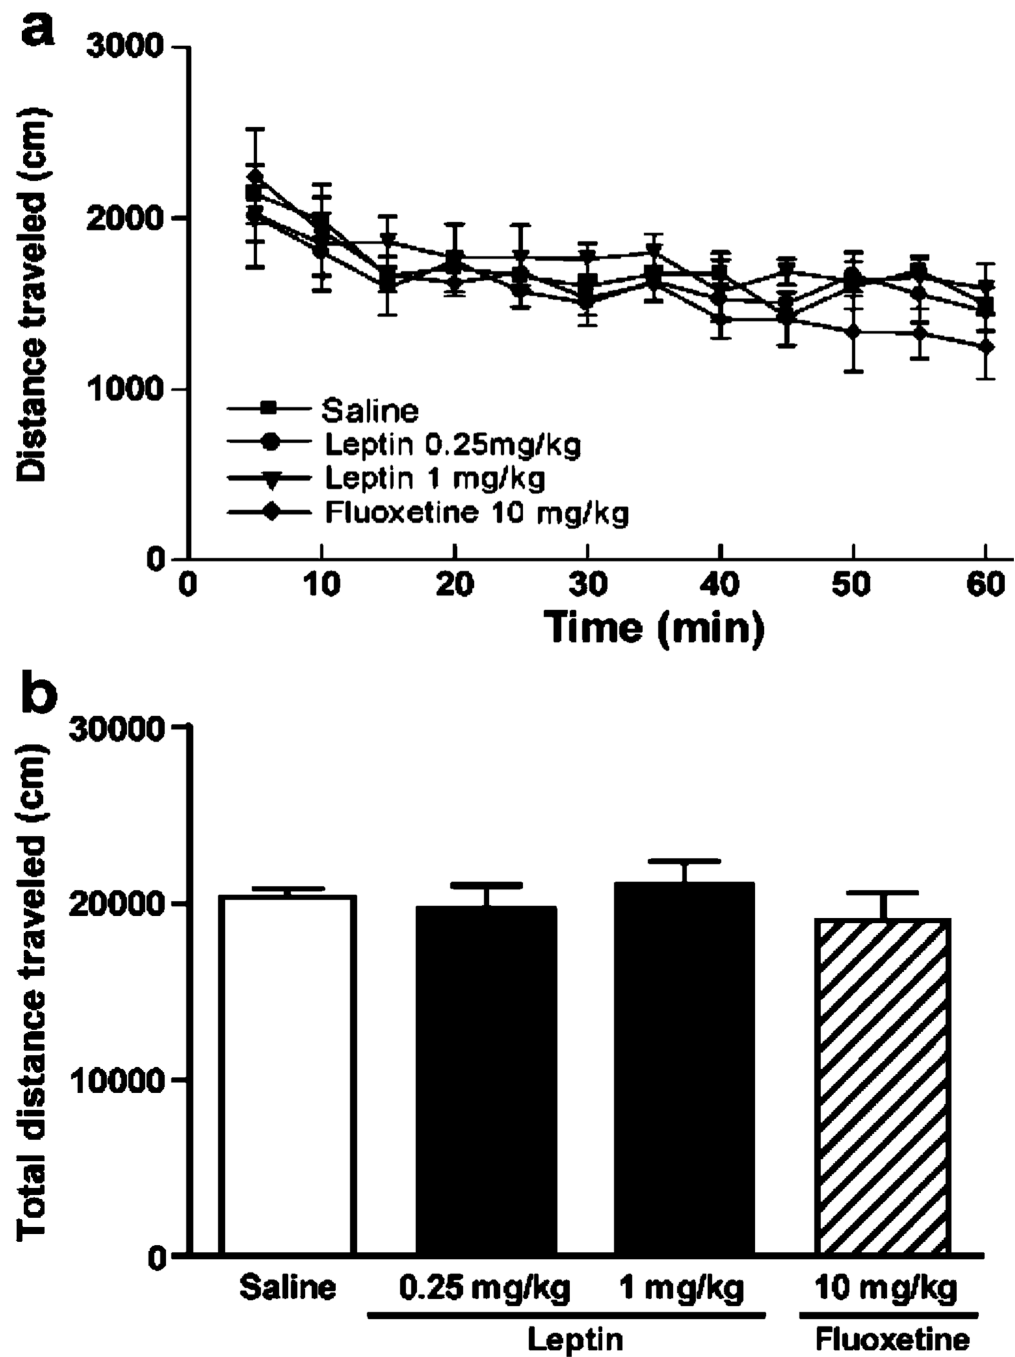 a
Distance traveled (cm)
3000
2000
1000
0
Saline
Leptin 0.25mg/kg
Leptin 1 mg/kg
Fluoxetine 10 mg/kg
0 10 20 30 40 50 60
Time (min)
b
Total distance traveled (cm)
30000
20000
10000
0
Saline 0.25 mg/kg 1 mg/kg 10 mg/kg
Leptin Fluoxetine